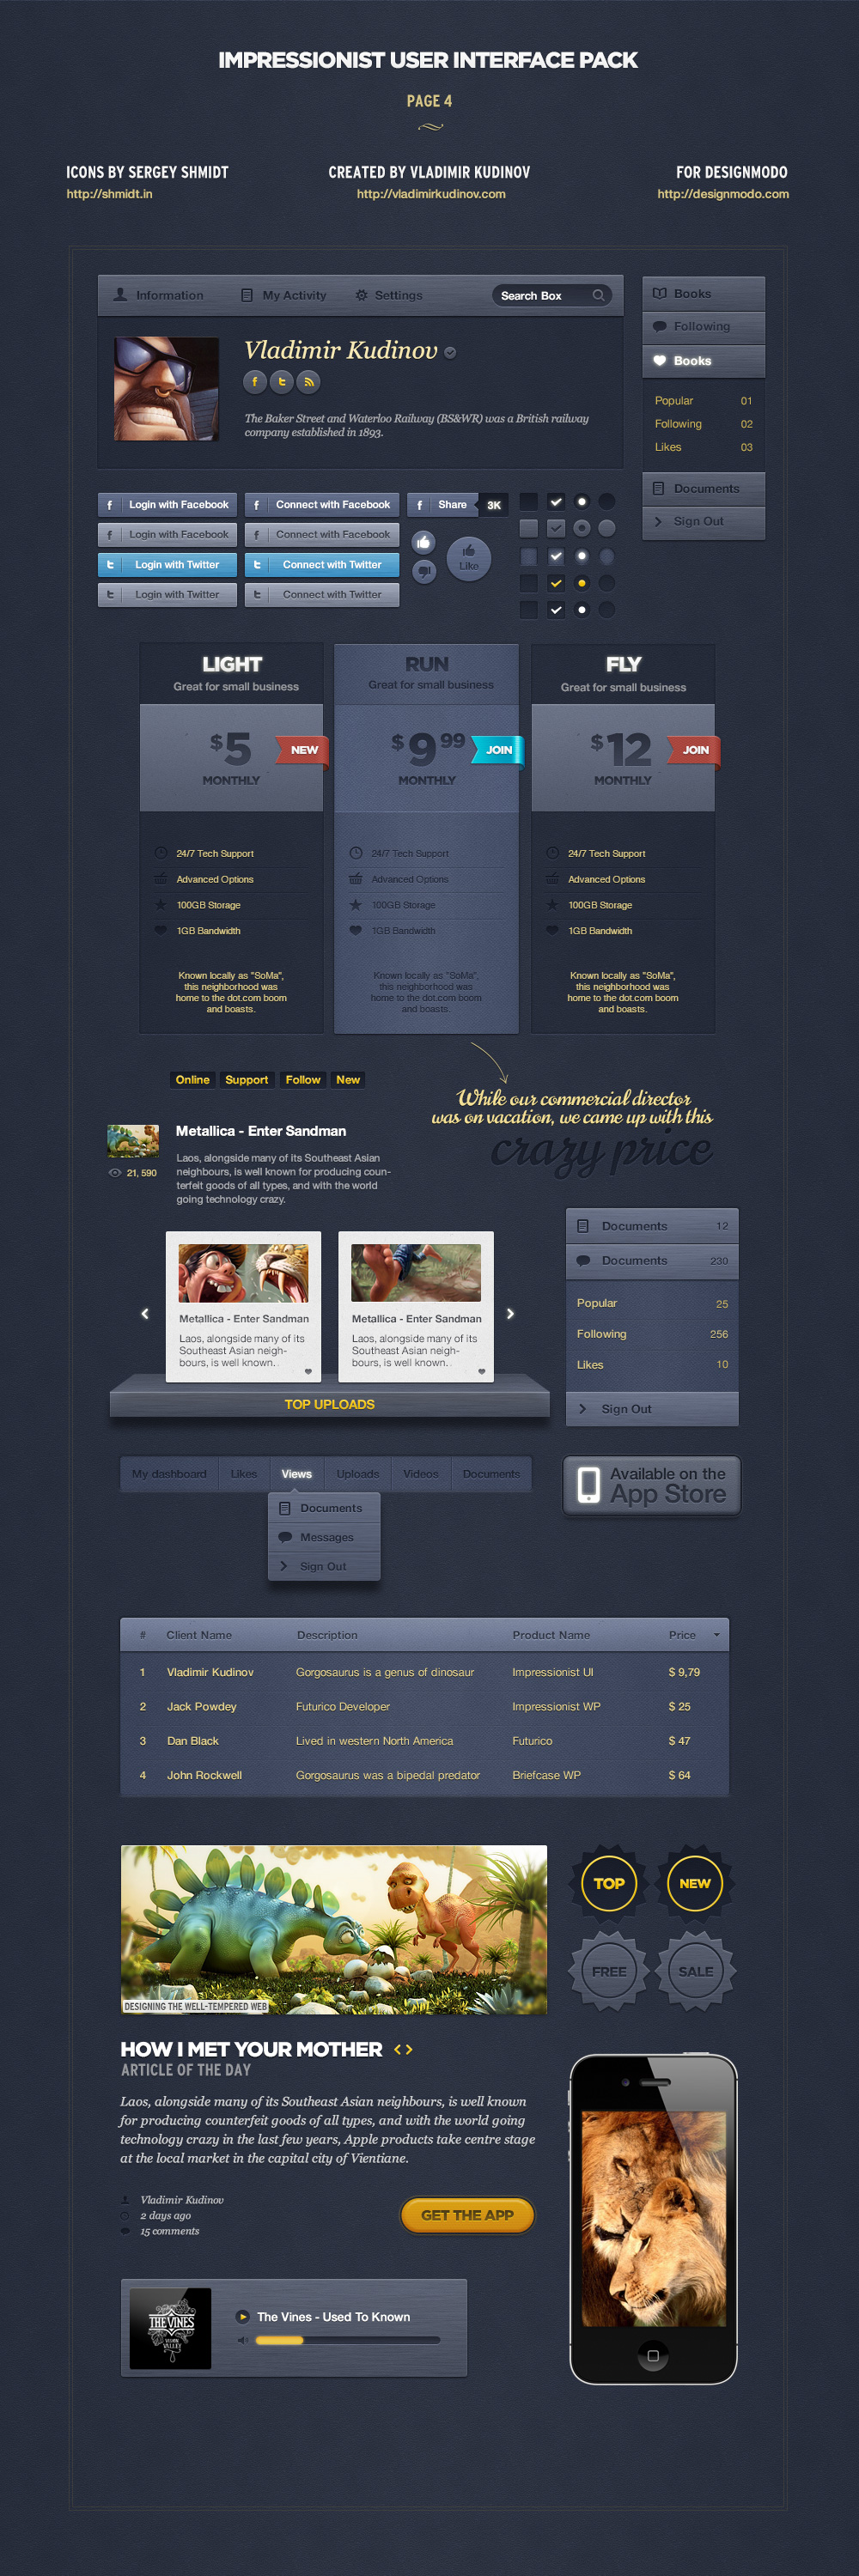 IMPRESSIONIST USER INTERFACE PACK
PAGE 4
ICONS BY SERGEY SHMIDT
http://shmidt.in
CREATED BY VLADIMIR KUDINOV
http://vladimirkudinov.com
FOR DESIGNMODO
http://designmodo.com
Information My Activity Settings Search Box
Vladimir Kudinov
The Baker Street and Waterloo Railway (BS&WR) was a British railway
company established in 1893.
Books
Following
Books
Popular 01
Following 02
Likes 03
Documents
Sign Out
Login with Facebook Connect with Facebook Share 3K
Login with Facebook Connect with Facebook
Login with Twitter Connect with Twitter
Login with Twitter Connect with Twitter
Like
LIGHT
Great for small business
$5
MONTHLY
NEW
24/7 Tech Support
Advanced Options
100GB Storage
1GB Bandwidth
Known locally as "SoMa",
this neighborhood was
home to the dot.com boom
and boasts.
RUN
Great for small business
$9 99
MONTHLY
JOIN
24/7 Tech Support
Advanced Options
100GB Storage
1GB Bandwidth
Known locally as "SoMa",
this neighborhood was
home to the dot.com boom
and boasts.
FLY
Great for small business
$12
MONTHLY
JOIN
24/7 Tech Support
Advanced Options
100GB Storage
1GB Bandwidth
Known locally as "SoMa",
this neighborhood was
home to the dot.com boom
and boasts.
Online Support Follow New
While our commercial director
was on vacation, we came up with this
crazy price
Metallica - Enter Sandman
21, 590
Laos, alongside many of its Southeast Asian
neighbours, is well known for producing coun-
terfeit goods of all types, and with the world
going technology crazy.
Metallica - Enter Sandman
Laos, alongside many of its
Southeast Asian neigh-
bours, is well known.
Metallica - Enter Sandman
Laos, alongside many of its
Southeast Asian neigh-
bours, is well known.
TOP UPLOADS
Documents 12
Documents 230
Popular 25
Following 256
Likes 10
Sign Out
My dashboard Likes Views Uploads Videos Documents
Documents
Messages
Sign Out
Available on the
App Store
# Client Name Description Product Name Price
1 Vladimir Kudinov Gorgosaurus is a genus of dinosaur Impressionist UI $ 9,79
2 Jack Powdey Futurico Developer Impressionist WP $ 25
3 Dan Black Lived in western North America Futurico $ 47
4 John Rockwell Gorgosaurus was a bipedal predator Briefcase WP $ 64
DESIGNING THE WELL-TEMPERED WEB
TOP
NEW
FREE
SALE
HOW I MET YOUR MOTHER
ARTICLE OF THE DAY
Laos, alongside many of its Southeast Asian neighbours, is well known
for producing counterfeit goods of all types, and with the world going
technology crazy in the last few years, Apple products take centre stage
at the local market in the capital city of Vientiane.
Vladimir Kudinov
2 days ago
15 comments
GET THE APP
THE VINES
VALLEY
The Vines - Used To Known